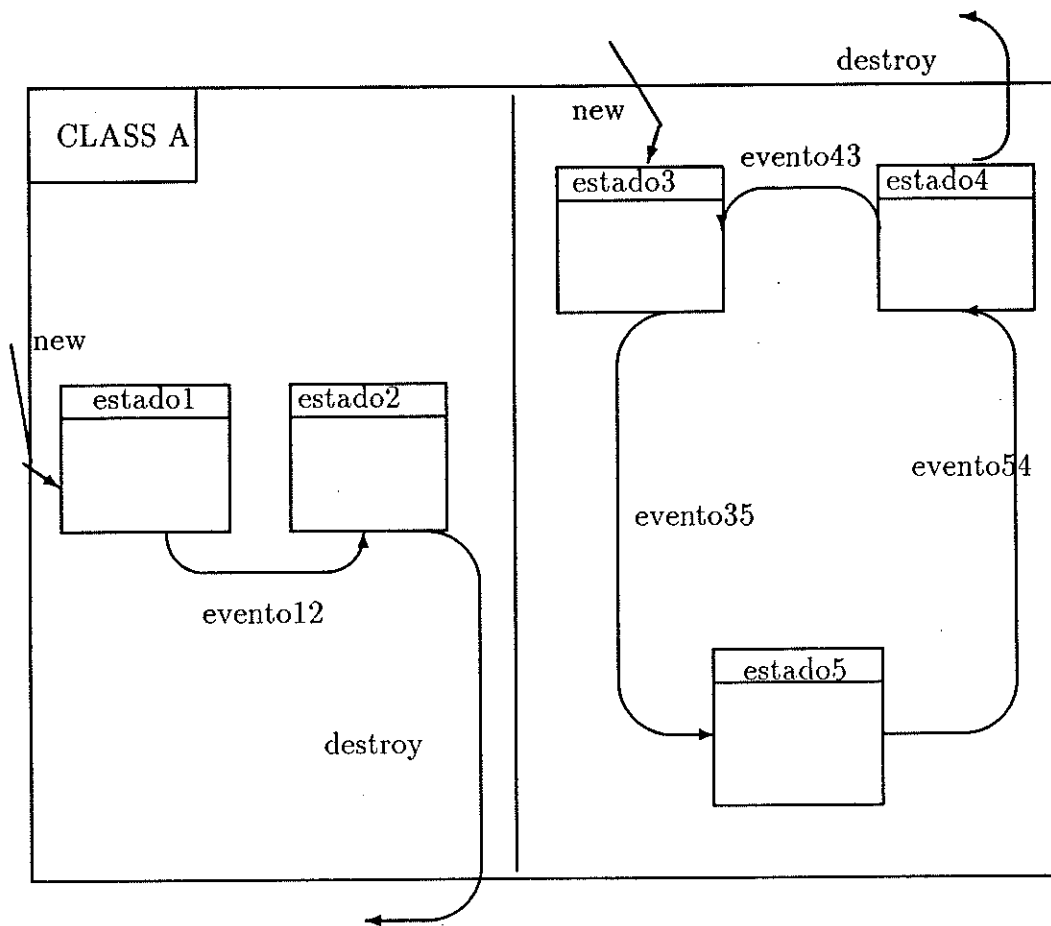 CLASS A
new
estado1
estado2
evento12
destroy
destroy
new
evento43
estado3
estado4
evento35
evento54
estado5